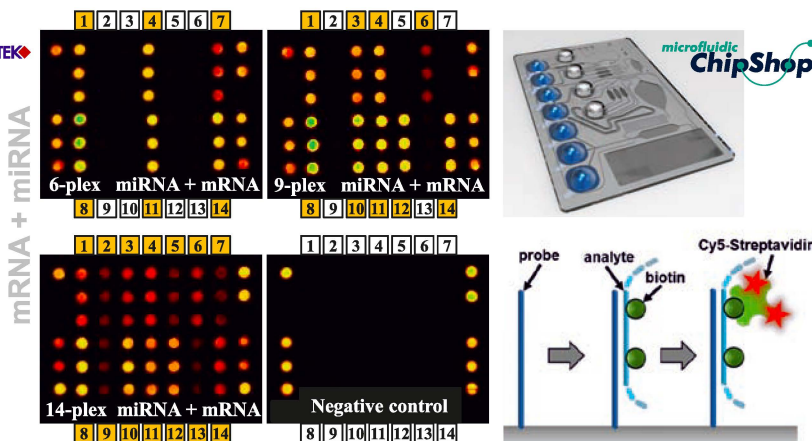 TEK
mRNA + miRNA
1 2 3 4 5 6 7
6-plex miRNA + mRNA
8 9 10 11 12 13 14
1 2 3 4 5 6 7
9-plex miRNA + mRNA
8 9 10 11 12 13 14
microfluidic
ChipShop
1 2 3 4 5 6 7
14-plex miRNA + mRNA
8 9 10 11 12 13 14
1 2 3 4 5 6 7
Negative control
8 9 10 11 12 13 14
probe
analyte
biotin
Cy5-Streptavidin